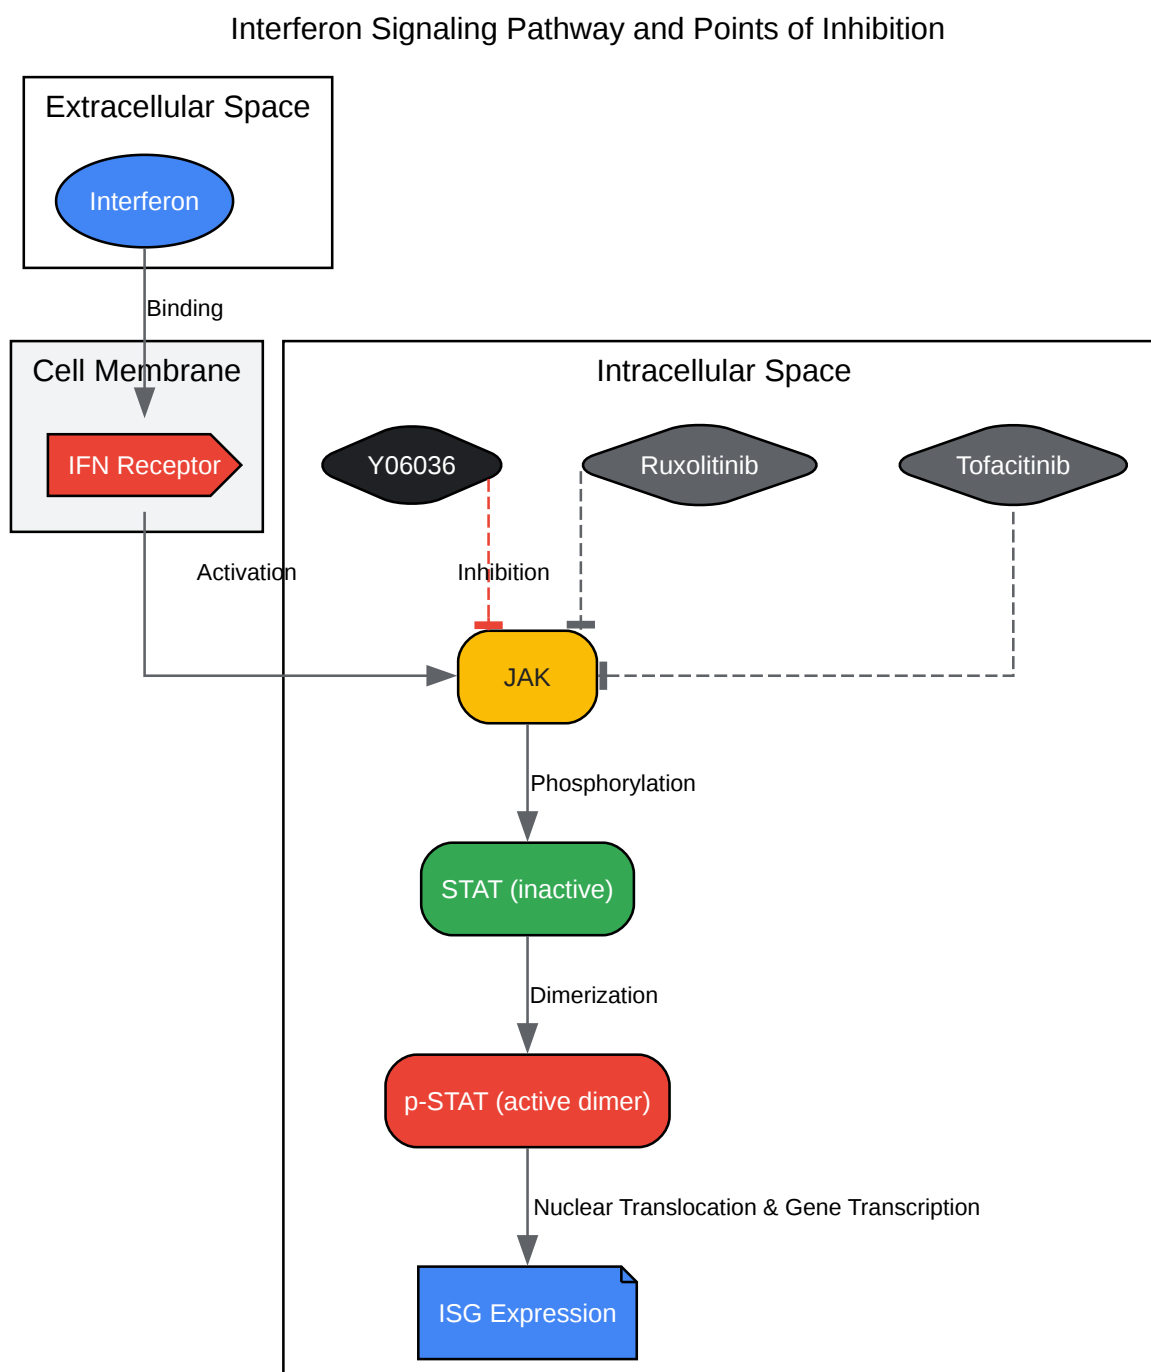 Interferon Signaling Pathway and Points of Inhibition
Extracellular Space
Interferon
Binding
Cell Membrane
IFN Receptor
Activation
Intracellular Space
Y06036
Ruxolitinib
Tofacitinib
Inhibition
JAK
Phosphorylation
STAT (inactive)
Dimerization
p-STAT (active dimer)
Nuclear Translocation & Gene Transcription
ISG Expression